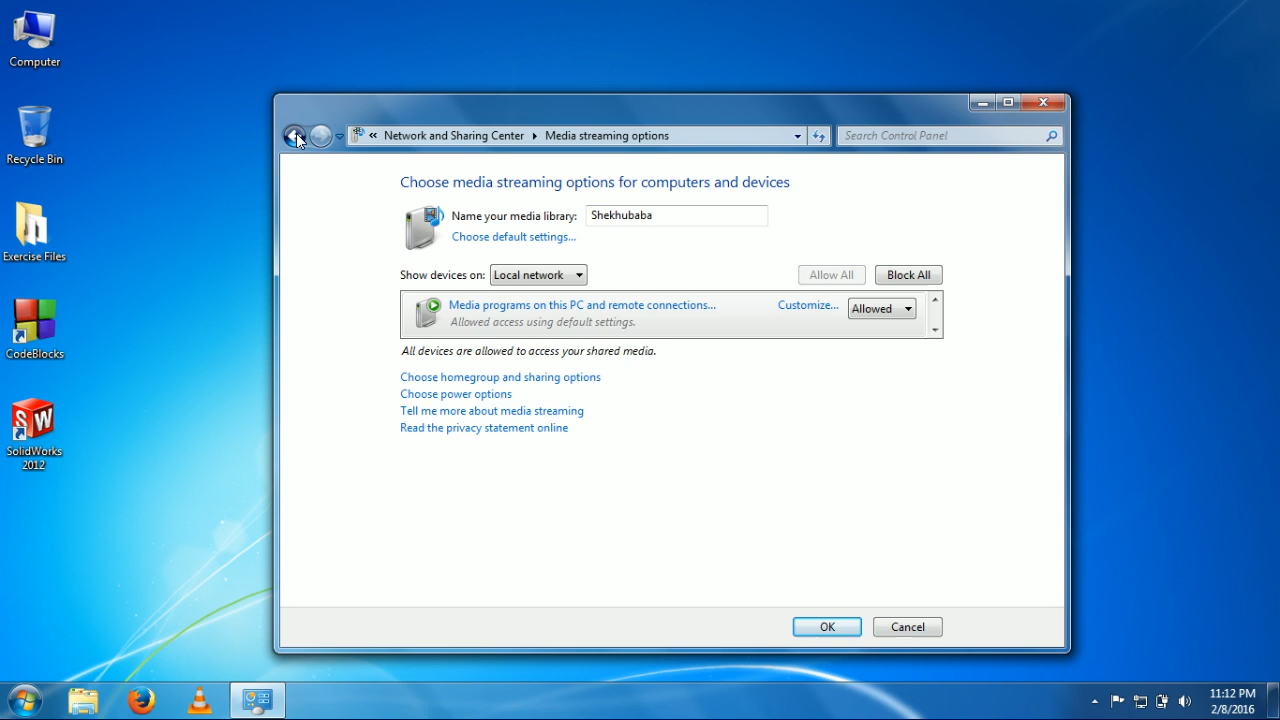 Computer
Recycle Bin
Exercise Files
CodeBlocks
SW
SolidWorks
2012
« Network and Sharing Center Media streaming options
Search Control Panel
Choose media streaming options for computers and devices
Name your media library: Shekhubaba
Choose default settings...
Show devices on: Local network Allow All Block All
Media programs on this PC and remote connections... Customize... Allowed
Allowed access using default settings.
All devices are allowed to access your shared media.
Choose homegroup and sharing options
Choose power options
Tell me more about media streaming
Read the privacy statement online
OK Cancel
11:12 PM
2/8/2016